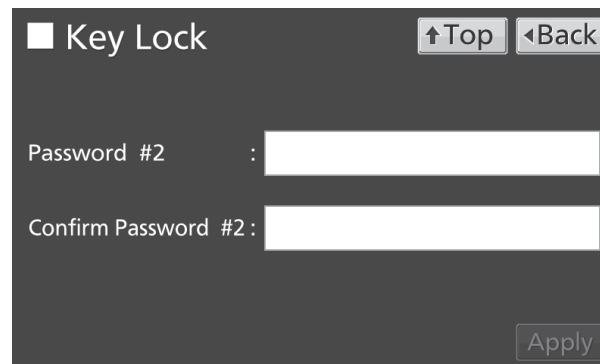 Key Lock
Top
Back
Password #2 :
Confirm Password #2 :
Apply